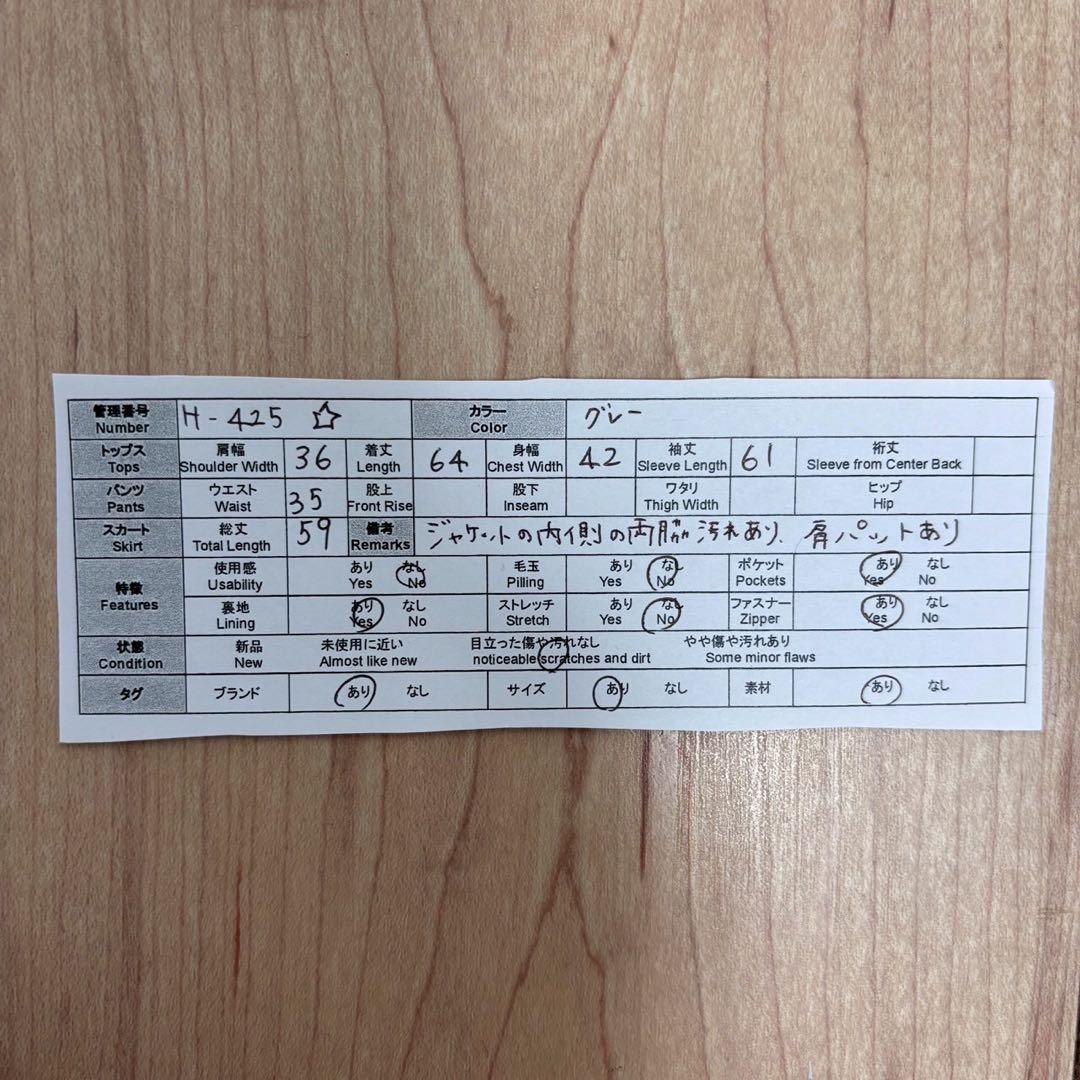 管理番号 H-425 ☆ カラー グレー
Number Color
トップス 肩幅 36 着丈 64 身幅 42 袖丈 61 裄丈
Tops Shoulder Width Length Chest Width Sleeve Length Sleeve from Center Back
パンツ ウエスト 35 股上 股下 ワタリ ヒップ
Pants Waist Front Rise Inseam Thigh Width Hip
スカート 総丈 59 備考 ジャケットの内側の両脇汚れあり、肩パットあり
Skirt Total Length Remarks
特徴 使用感 あり なし 毛玉 あり なし ポケット あり なし
Features Usability Yes No Pilling Yes No Pockets Yes No
裏地 あり なし ストレッチ あり なし ファスナー あり なし
Lining Yes No Stretch Yes No Zipper Yes No
状態 新品 未使用に近い 目立った傷や汚れなし やや傷や汚れあり
Condition New Almost like new noticeable scratches and dirt Some minor flaws
タグ ブランド あり なし サイズ あり なし 素材 あり なし